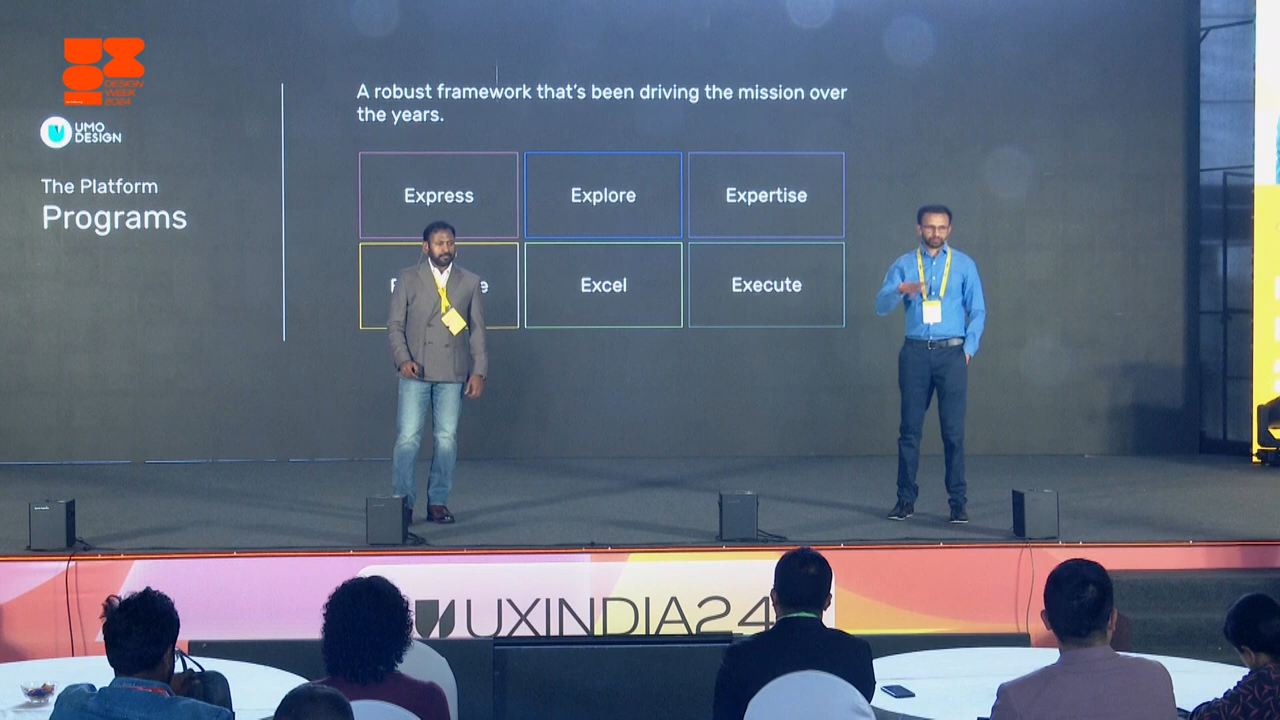 DESIGN
WEEK
2024
UMO
DESIGN
The Platform
Programs
A robust framework that's been driving the mission over
the years.
Express
Explore
Expertise
Excel
Execute
UXINDIA24